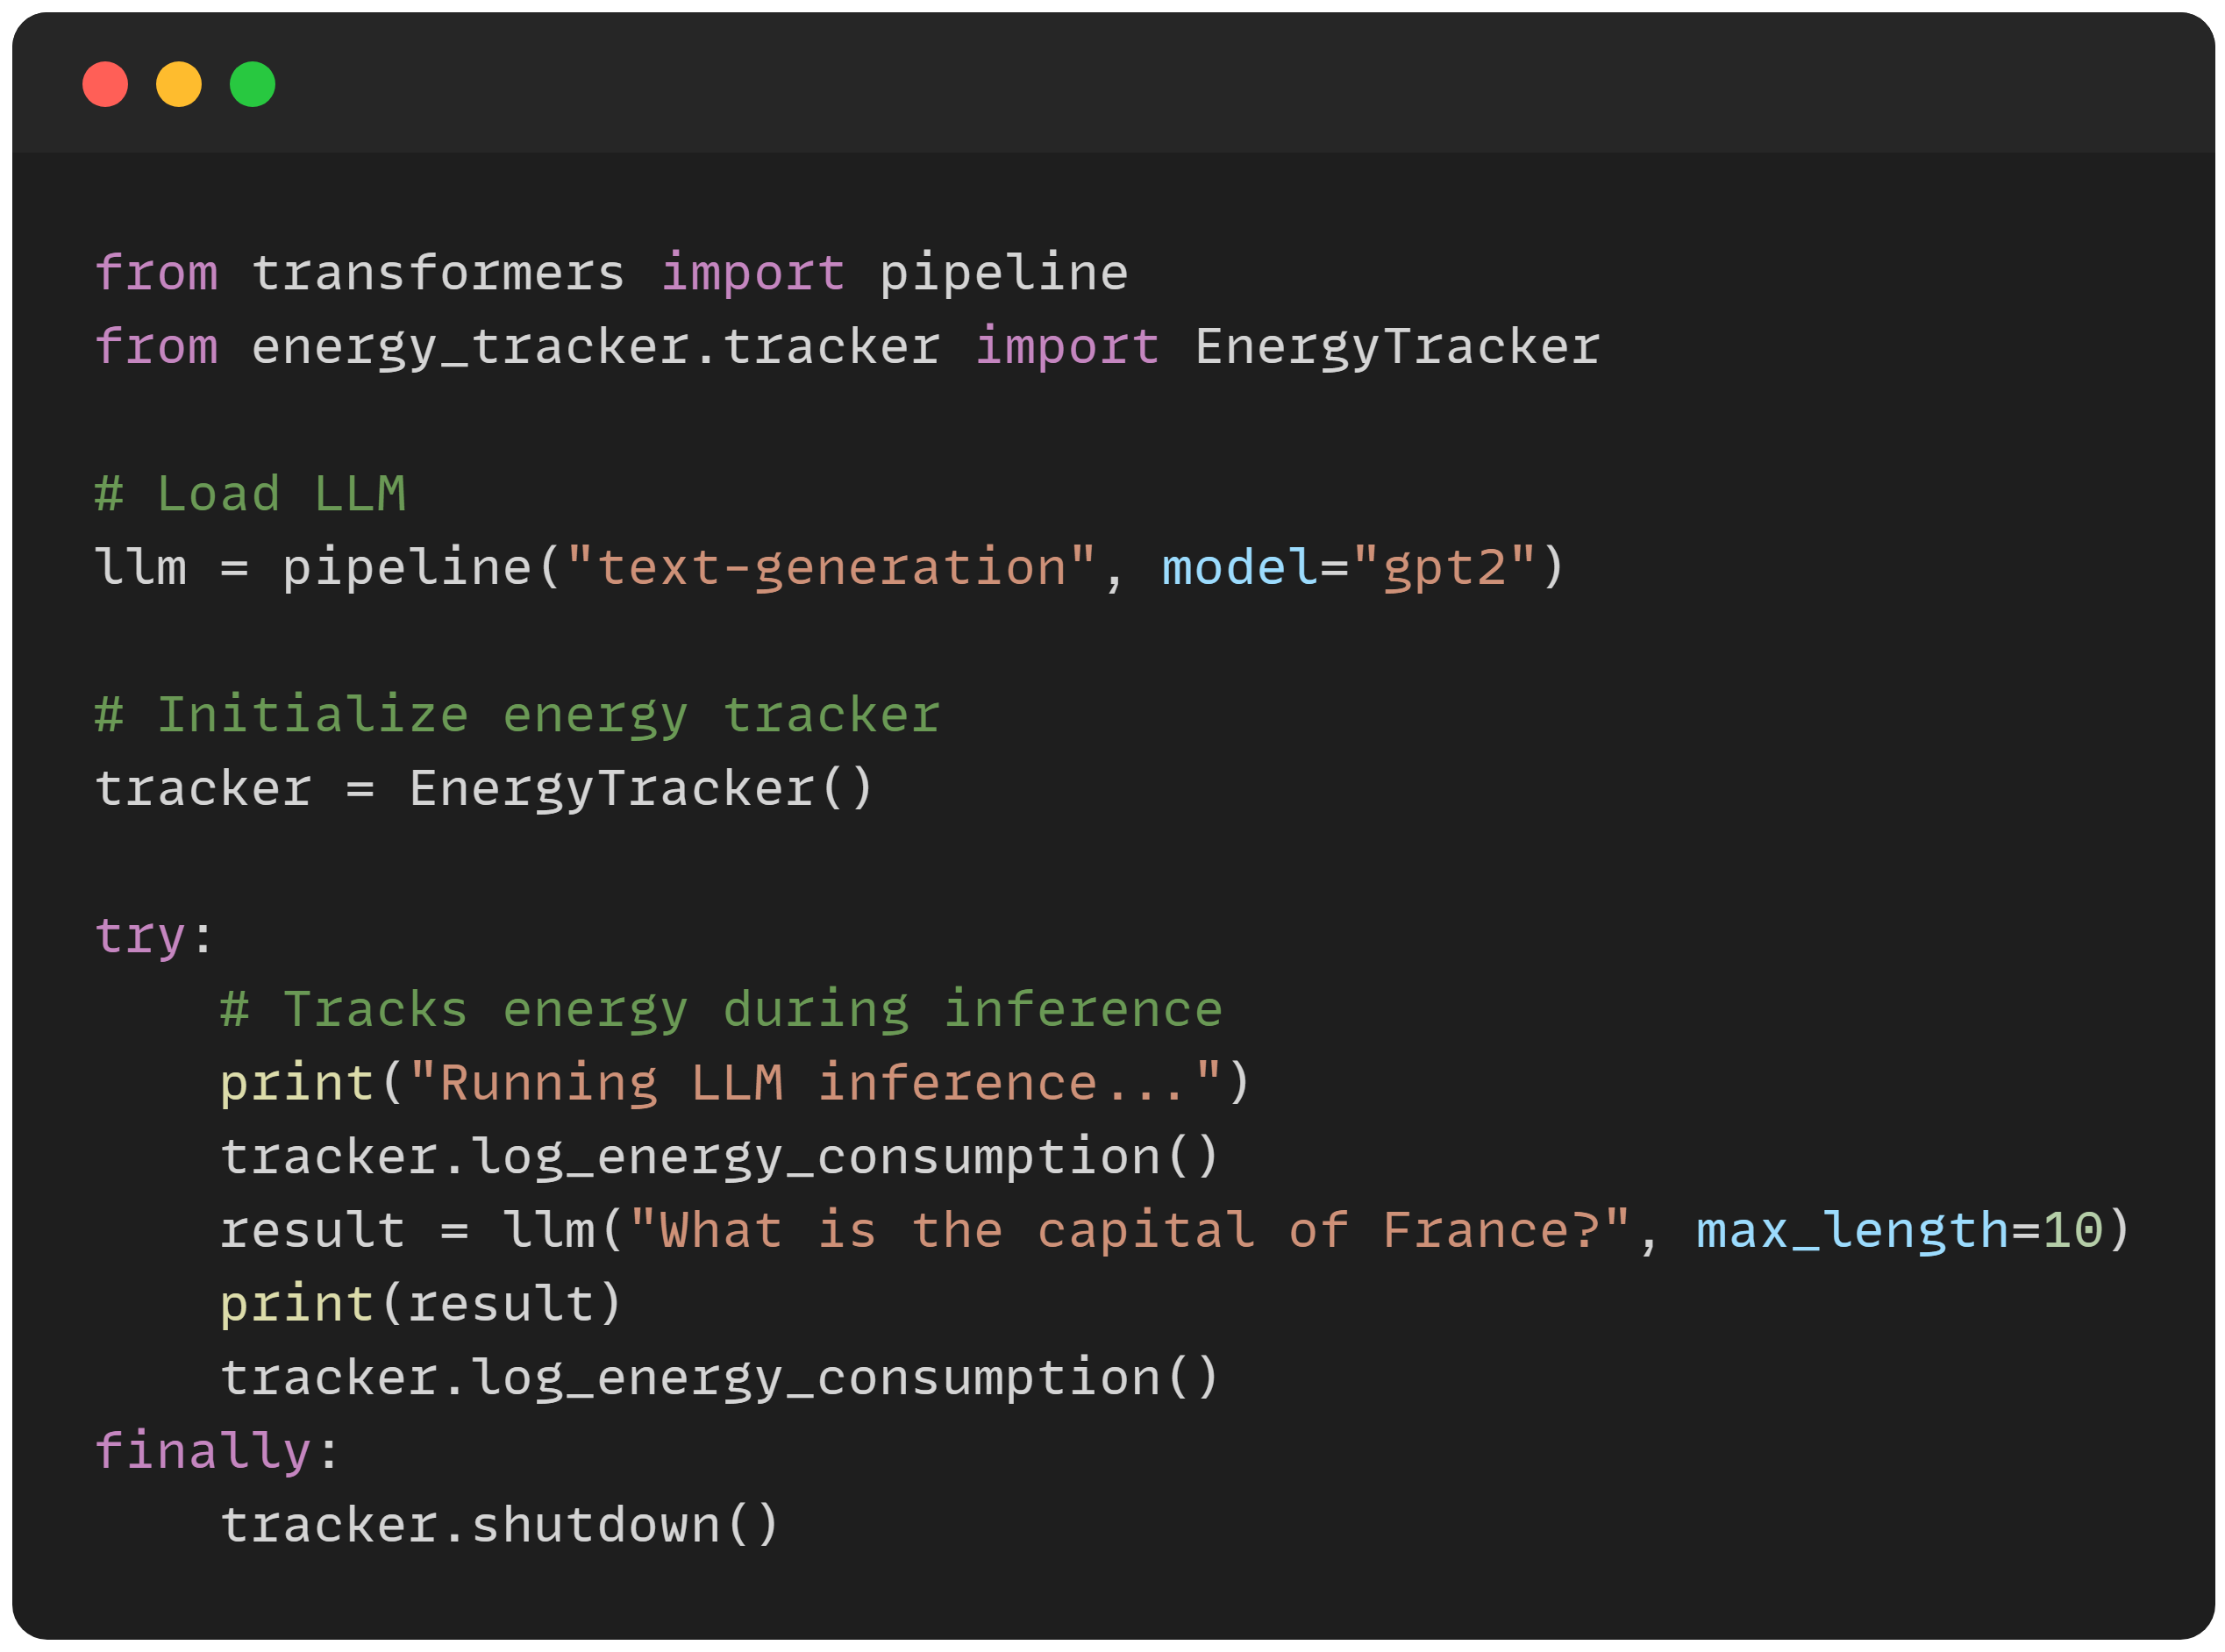 from transformers import pipeline
from energy_tracker.tracker import EnergyTracker

# Load LLM
llm = pipeline("text-generation", model="gpt2")

# Initialize energy tracker
tracker = EnergyTracker()

try:
    # Tracks energy during inference
    print("Running LLM inference...")
    tracker.log_energy_consumption()
    result = llm("What is the capital of France?", max_length=10)
    print(result)
    tracker.log_energy_consumption()
finally:
    tracker.shutdown()